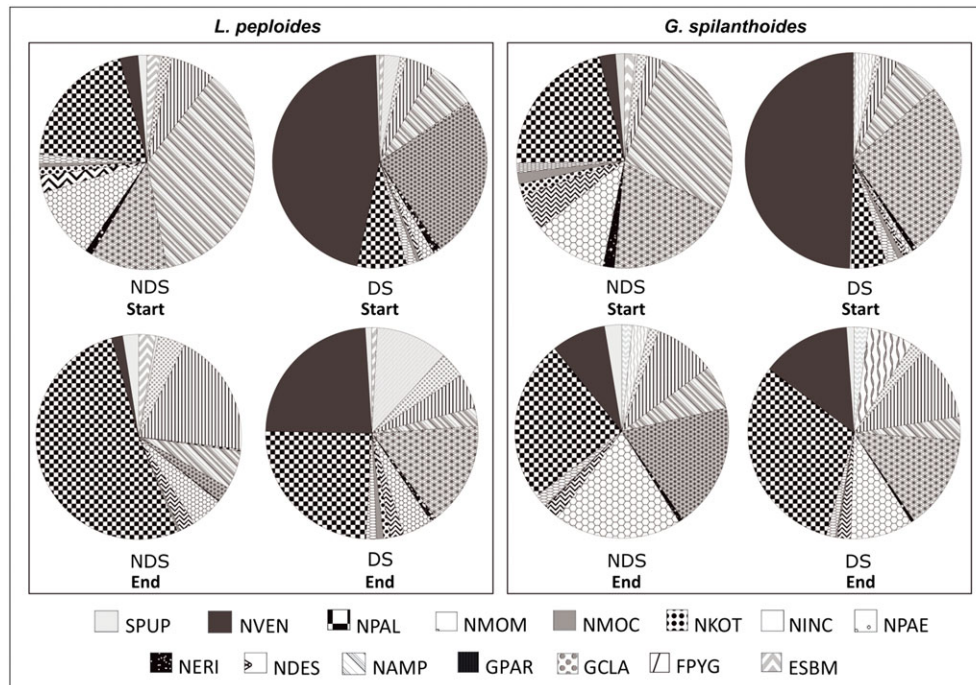 L. peploides
G. spilanthoides
NDS
Start
DS
Start
NDS
Start
DS
Start
NDS
End
DS
End
NDS
End
DS
End
SPUP NVEN NPAL NMOM NMOC NKOT NINC NPAE
NERI NDES NAMP GPAR GCLA FPYG ESBM